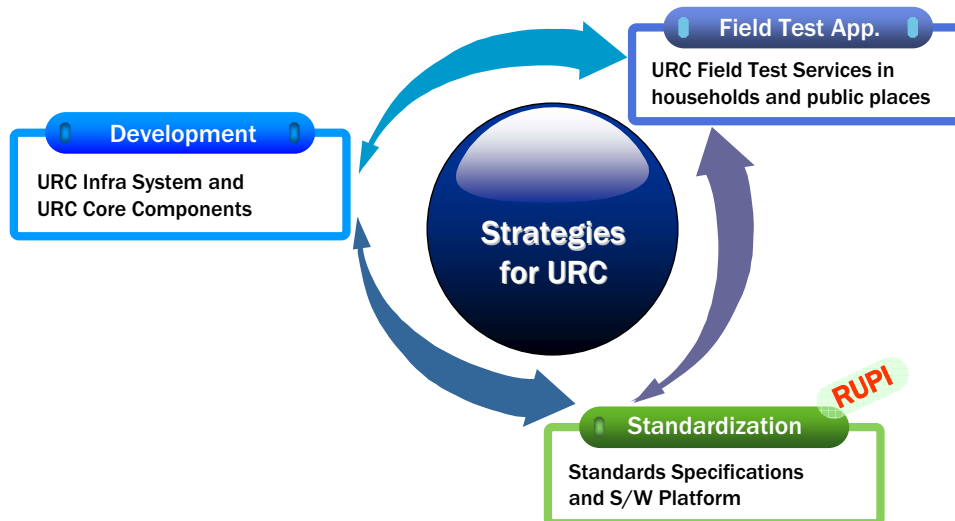 Field Test App.
URC Field Test Services in
households and public places
Development
URC Infra System and
URC Core Components
Strategies
for URC
RUPI
Standardization
Standards Specifications
and S/W Platform